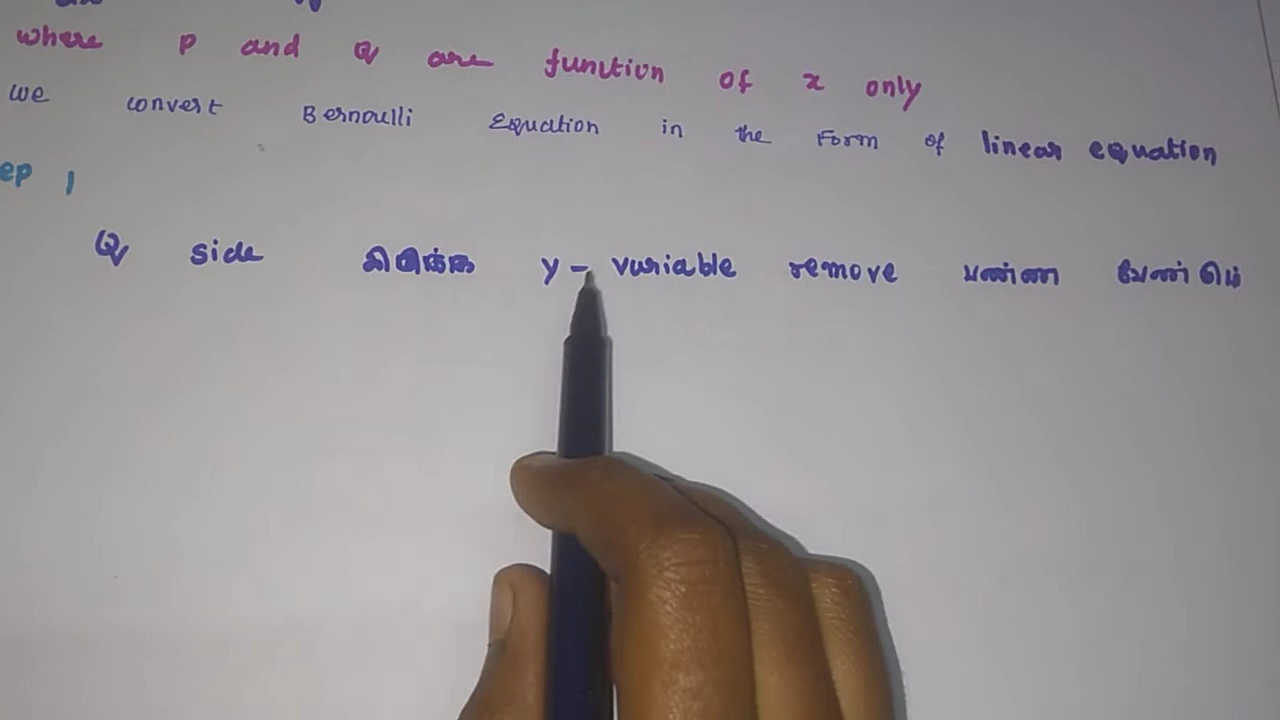 where P and Q are function of x only
we convert Bernoulli Equation in the Form of linear equation
ep 1
Q side இருக்க y - variable remove பண்ண வேண்டும்